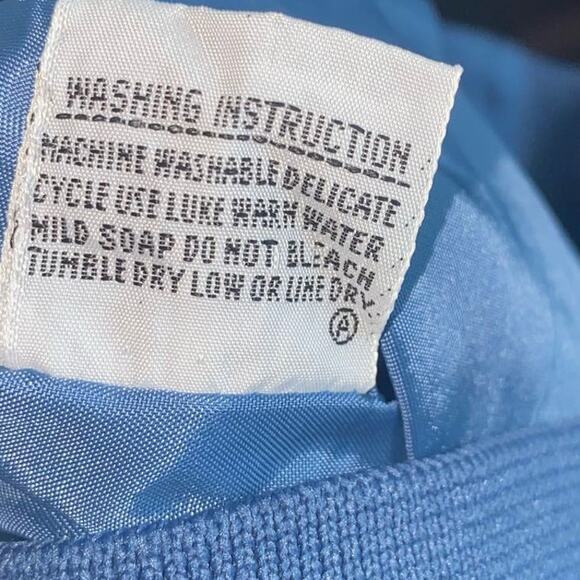 WASHING INSTRUCTION
MACHINE WASHABLE DELICATE
CYCLE USE LUKE WARM WATER
MILD SOAP DO NOT BLEACH
TUMBLE DRY LOW OR LINE DRY
A